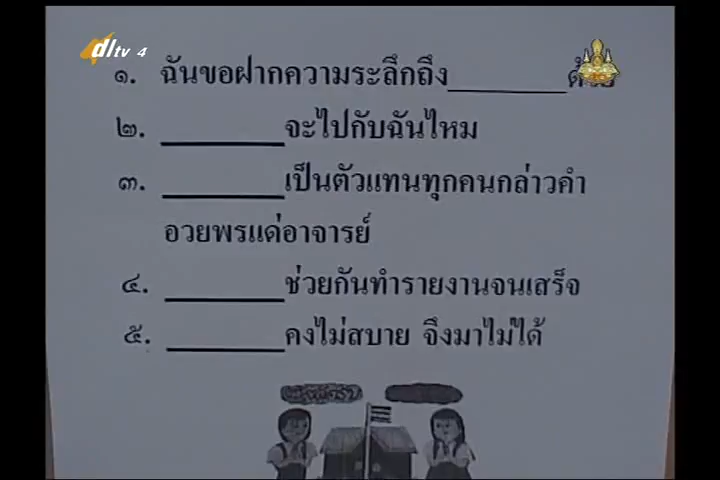 dltv 4
๑. ฉันขอฝากความระลึกถึง________ด้วย
๒. ________จะไปกับฉันไหม
๓. ________เป็นตัวแทนทุกคนกล่าวคำ
อวยพรแด่อาจารย์
๔. ________ช่วยกันทำรายงานจนเสร็จ
๕. ________คงไม่สบาย จึงมาไม่ได้